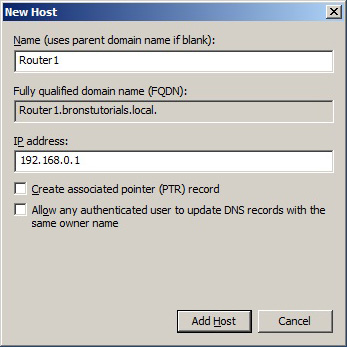 New Host
Name (uses parent domain name if blank):
Router1
Fully qualified domain name (FQDN):
Router1.bronstutorials.local.
IP address:
192.168.0.1
Create associated pointer (PTR) record
Allow any authenticated user to update DNS records with the
same owner name
Add Host
Cancel